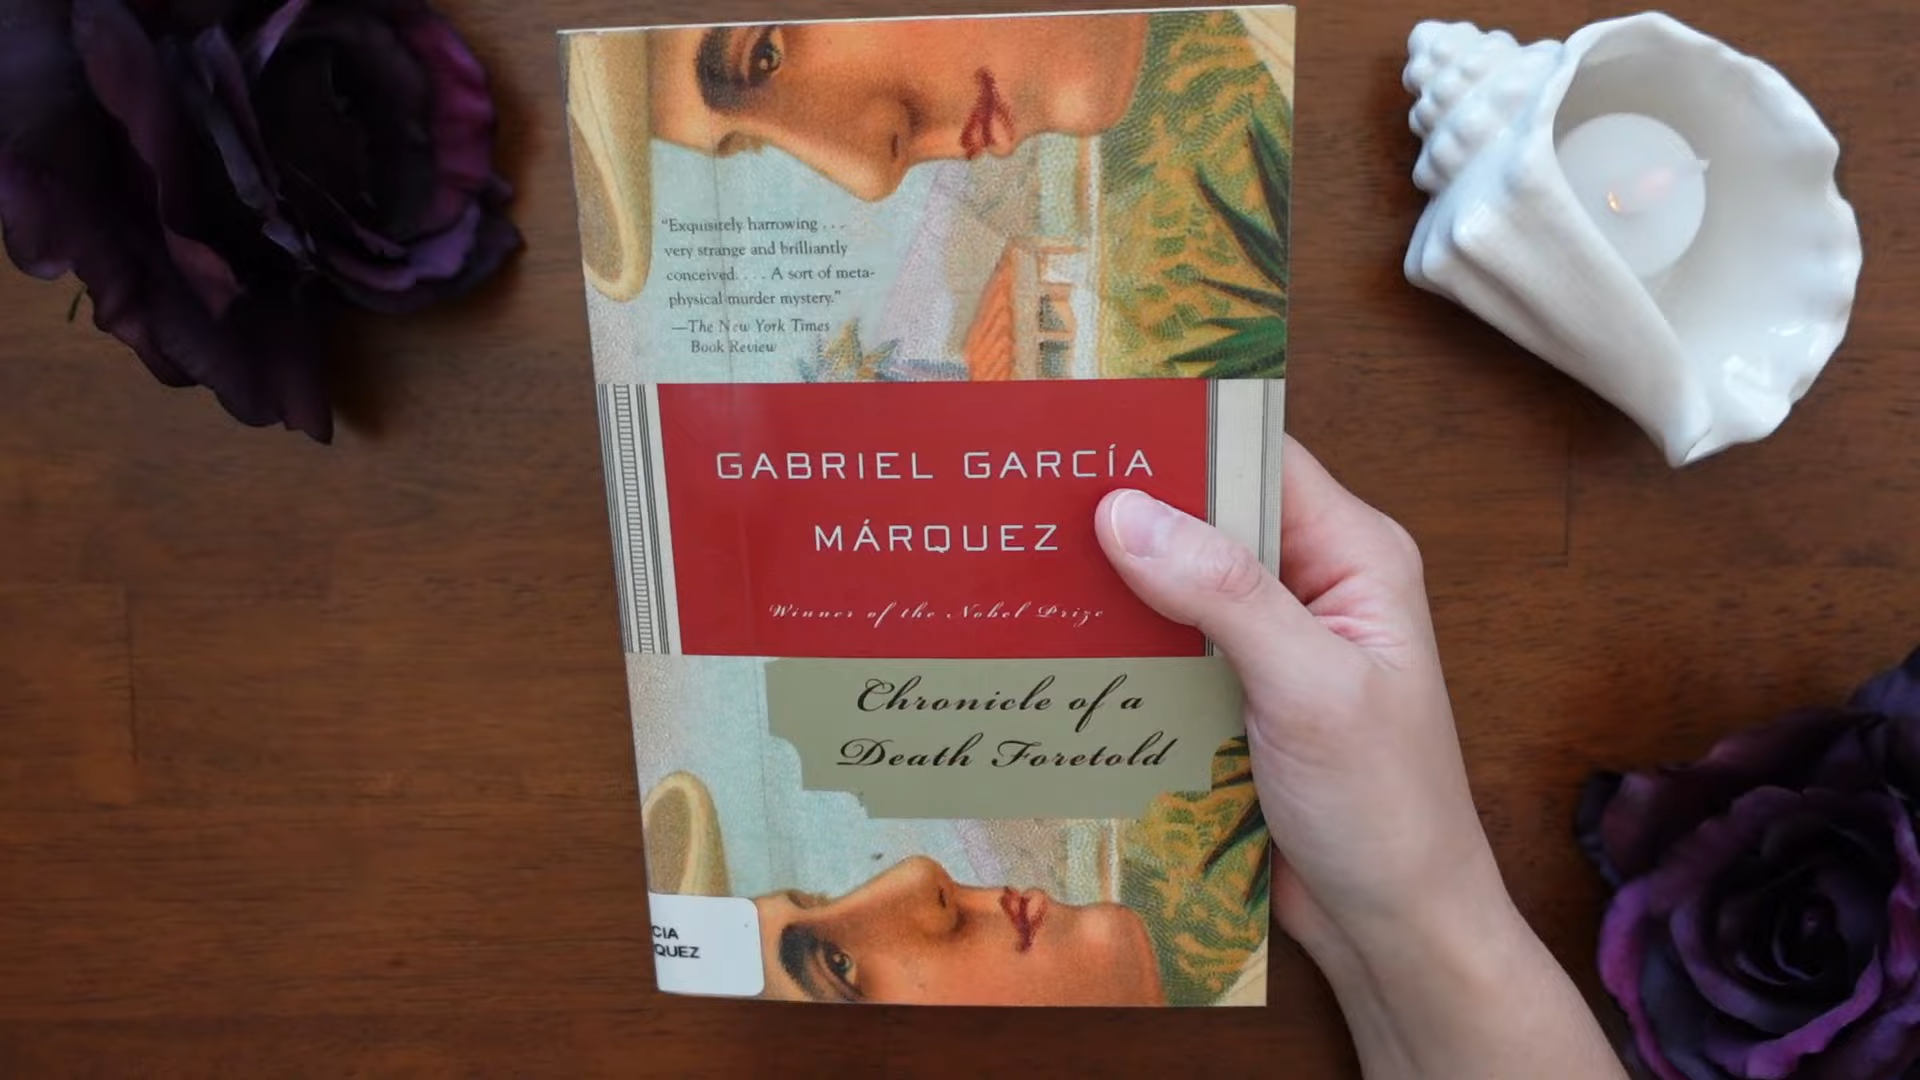 “Exquisitely harrowing . . .
very strange and brilliantly
conceived. . . . A sort of meta-
physical murder mystery.”
—The New York Times
Book Review
GABRIEL GARCÍA
MÁRQUEZ
Winner of the Nobel Prize
Chronicle of a
Death Foretold
CIA
QUEZ